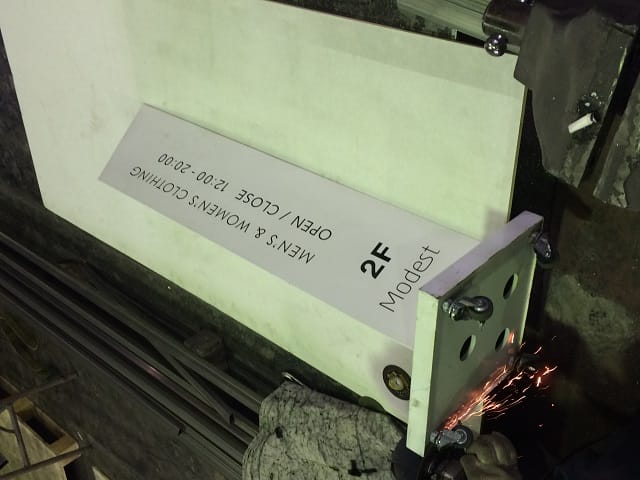 MEN'S & WOMEN'S CLOTHING
OPEN / CLOSE 12:00 - 20:00
2F
Modest